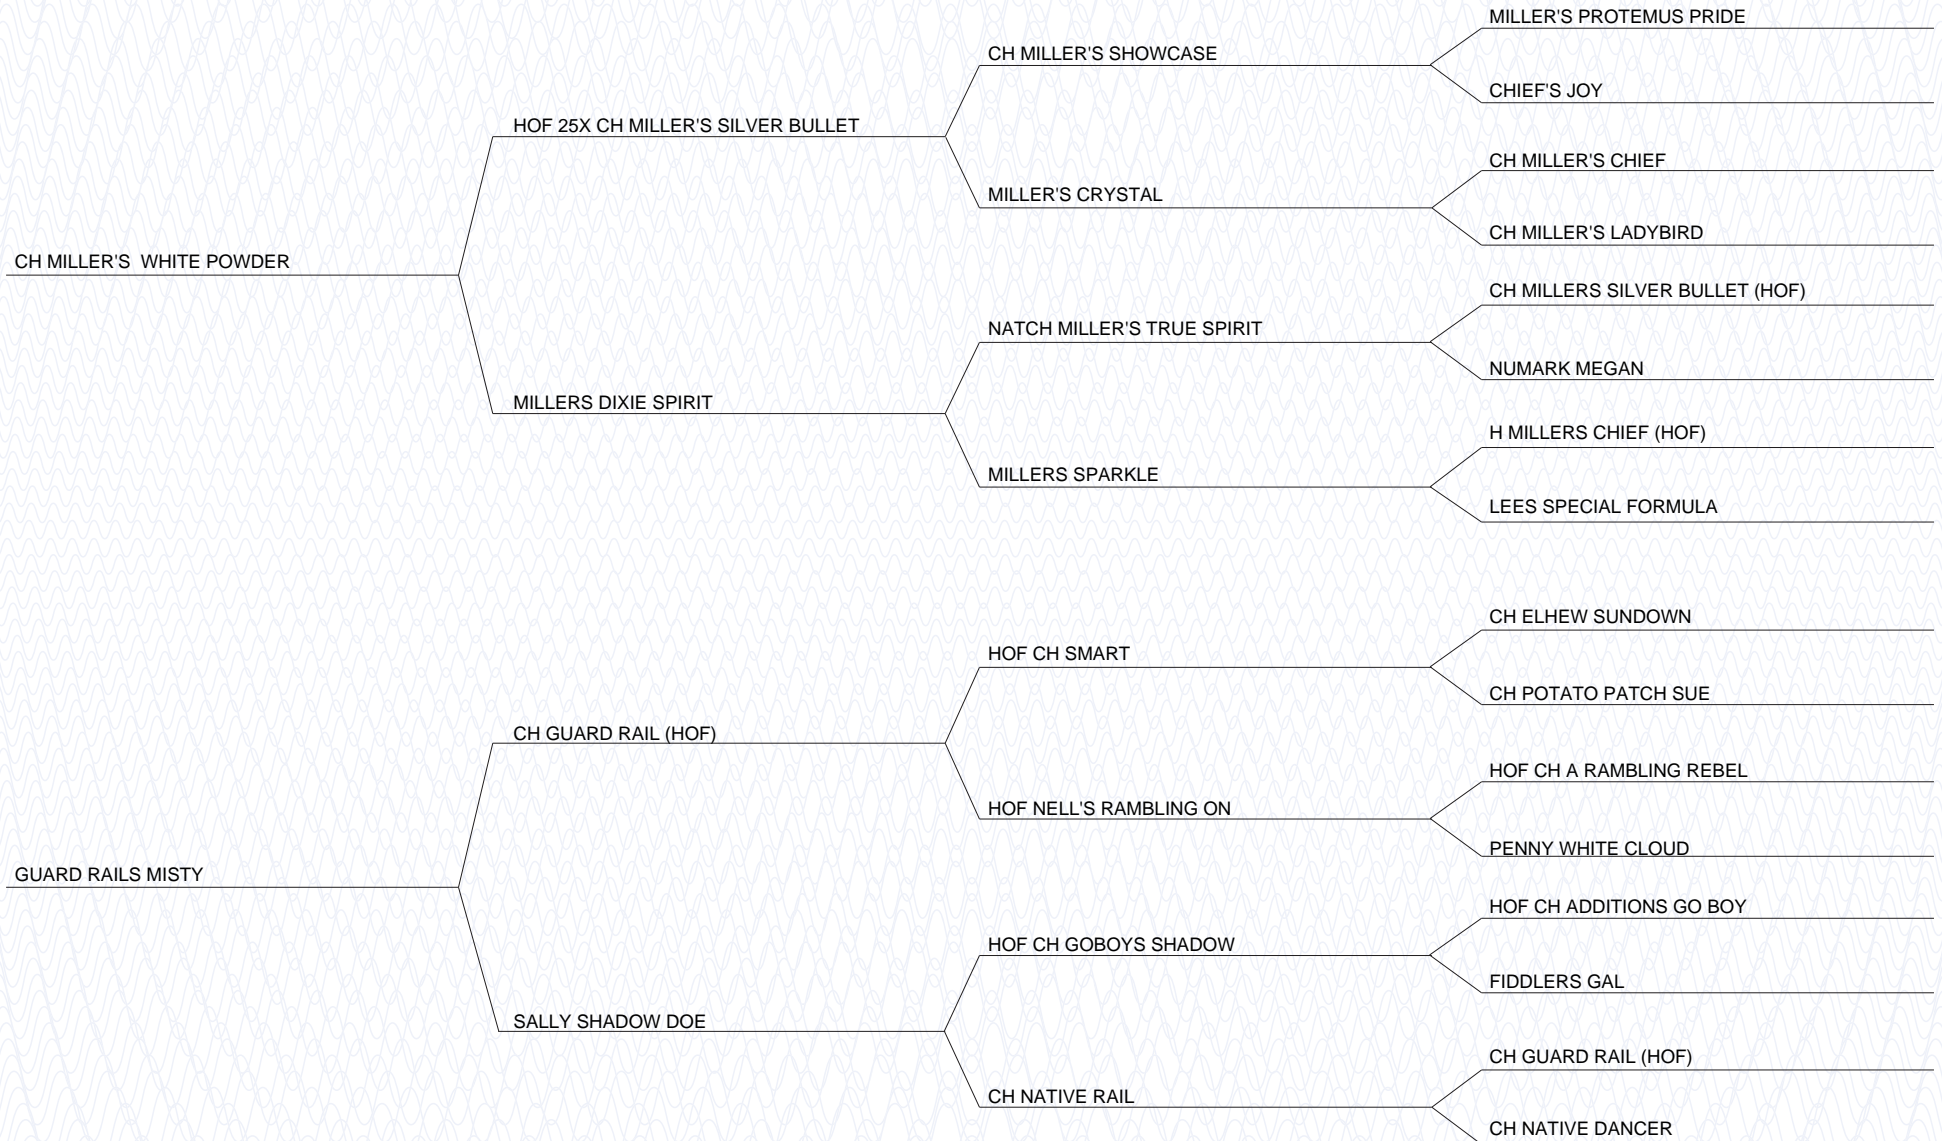 MILLER'S PROTEMUS PRIDE
CH MILLER'S SHOWCASE
CHIEF'S JOY
HOF 25X CH MILLER'S SILVER BULLET
CH MILLER'S CHIEF
MILLER'S CRYSTAL
CH MILLER'S LADYBIRD
CH MILLER'S  WHITE POWDER
CH MILLERS SILVER BULLET (HOF)
NATCH MILLER'S TRUE SPIRIT
NUMARK MEGAN
MILLERS DIXIE SPIRIT
H MILLERS CHIEF (HOF)
MILLERS SPARKLE
LEES SPECIAL FORMULA
CH ELHEW SUNDOWN
HOF CH SMART
CH POTATO PATCH SUE
CH GUARD RAIL (HOF)
HOF CH A RAMBLING REBEL
HOF NELL'S RAMBLING ON
PENNY WHITE CLOUD
GUARD RAILS MISTY
HOF CH ADDITIONS GO BOY
HOF CH GOBOYS SHADOW
FIDDLERS GAL
SALLY SHADOW DOE
CH GUARD RAIL (HOF)
CH NATIVE RAIL
CH NATIVE DANCER